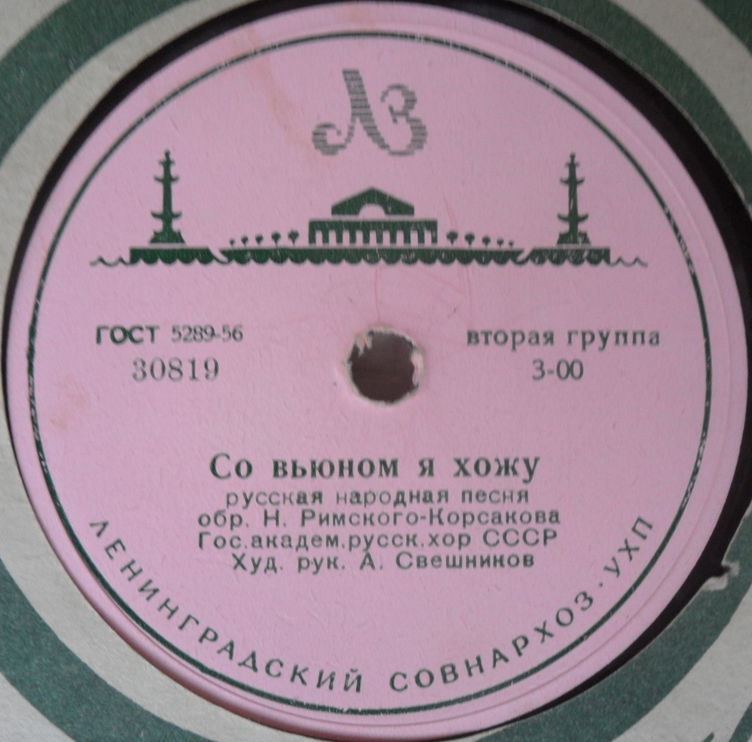 ЛЗ
ГОСТ 5289-56
30819
вторая группа
3-00
Со вьюном я хожу
русская народная песня
обр. Н. Римского-Корсакова
Гос.академ.русск.хор СССР
Худ. рук. А. Свешников
ЛЕНИНГРАДСКИЙ СОВНАРХОЗ·УХП